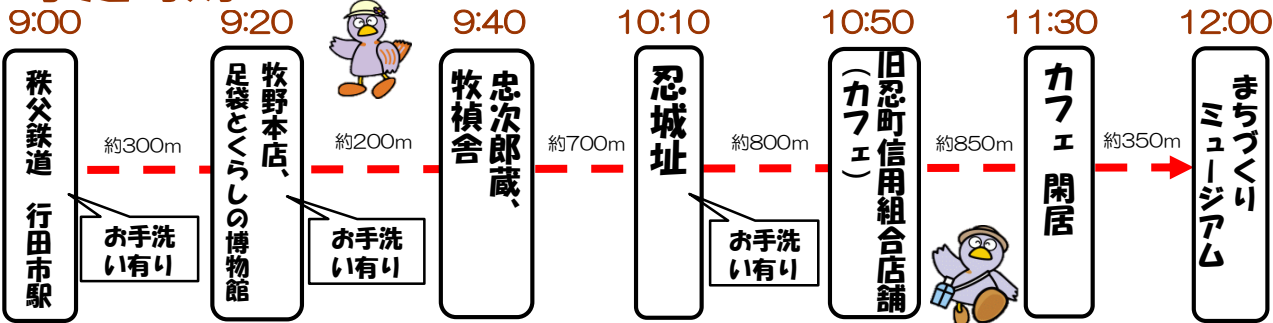 9:00
9:20
9:40
10:10
10:50
11:30
12:00
秩父鉄道 行田市駅
約300m
お手洗
い有り
牧野本店、
足袋とくらしの博物館
約200m
お手洗
い有り
忠次郎蔵、
牧禎舎
約700m
忍城址
約800m
お手洗
い有り
旧忍町信用組合店舗
（カフェ）
約850m
カフェ 閑居
約350m
まちづくり
ミュージアム